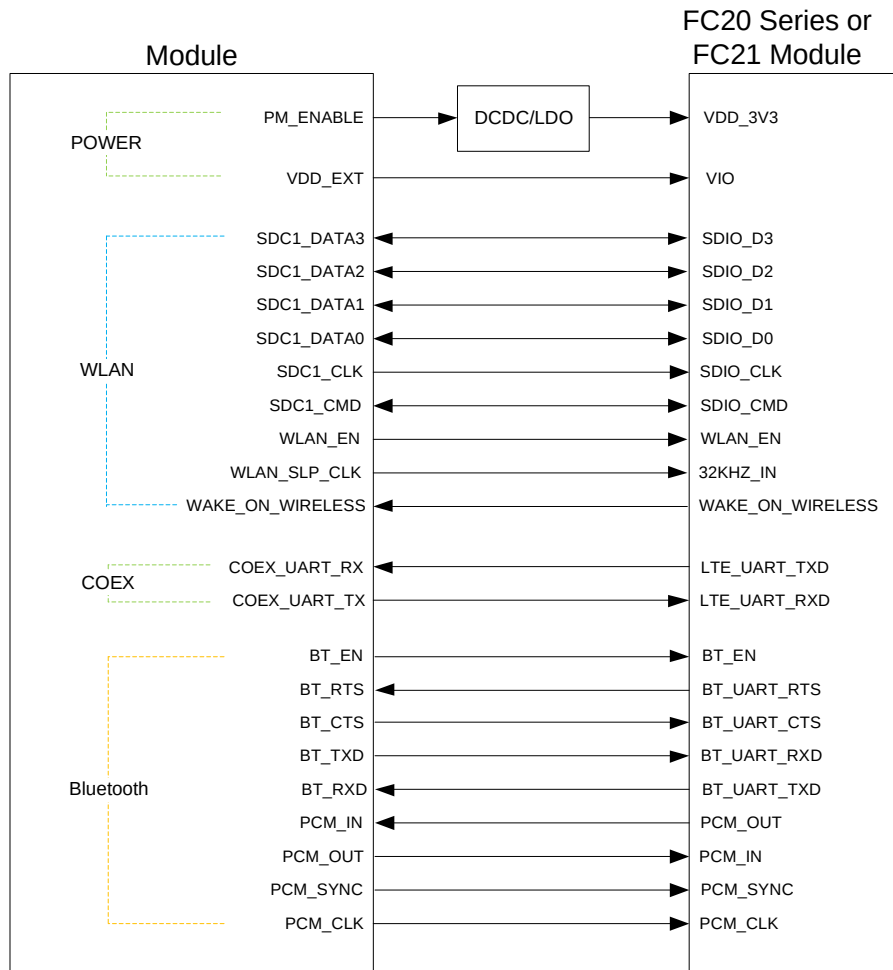 Module
FC20 Series or
FC21 Module
POWER
PM_ENABLE
DCDC/LDO
VDD_3V3
VDD_EXT
VIO
WLAN
SDC1_DATA3
SDIO_D3
SDC1_DATA2
SDIO_D2
SDC1_DATA1
SDIO_D1
SDC1_DATA0
SDIO_D0
SDC1_CLK
SDIO_CLK
SDC1_CMD
SDIO_CMD
WLAN_EN
WLAN_EN
WLAN_SLP_CLK
32KHZ_IN
WAKE_ON_WIRELESS
WAKE_ON_WIRELESS
COEX
COEX_UART_RX
LTE_UART_TXD
COEX_UART_TX
LTE_UART_RXD
Bluetooth
BT_EN
BT_EN
BT_RTS
BT_UART_RTS
BT_CTS
BT_UART_CTS
BT_TXD
BT_UART_RXD
BT_RXD
BT_UART_TXD
PCM_IN
PCM_OUT
PCM_OUT
PCM_IN
PCM_SYNC
PCM_SYNC
PCM_CLK
PCM_CLK